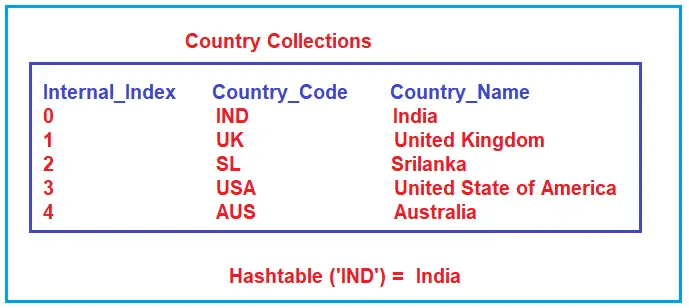 Country Collections
Internal_Index Country_Code Country_Name
0 IND India
1 UK United Kingdom
2 SL Srilanka
3 USA United State of America
4 AUS Australia
Hashtable ('IND') = India